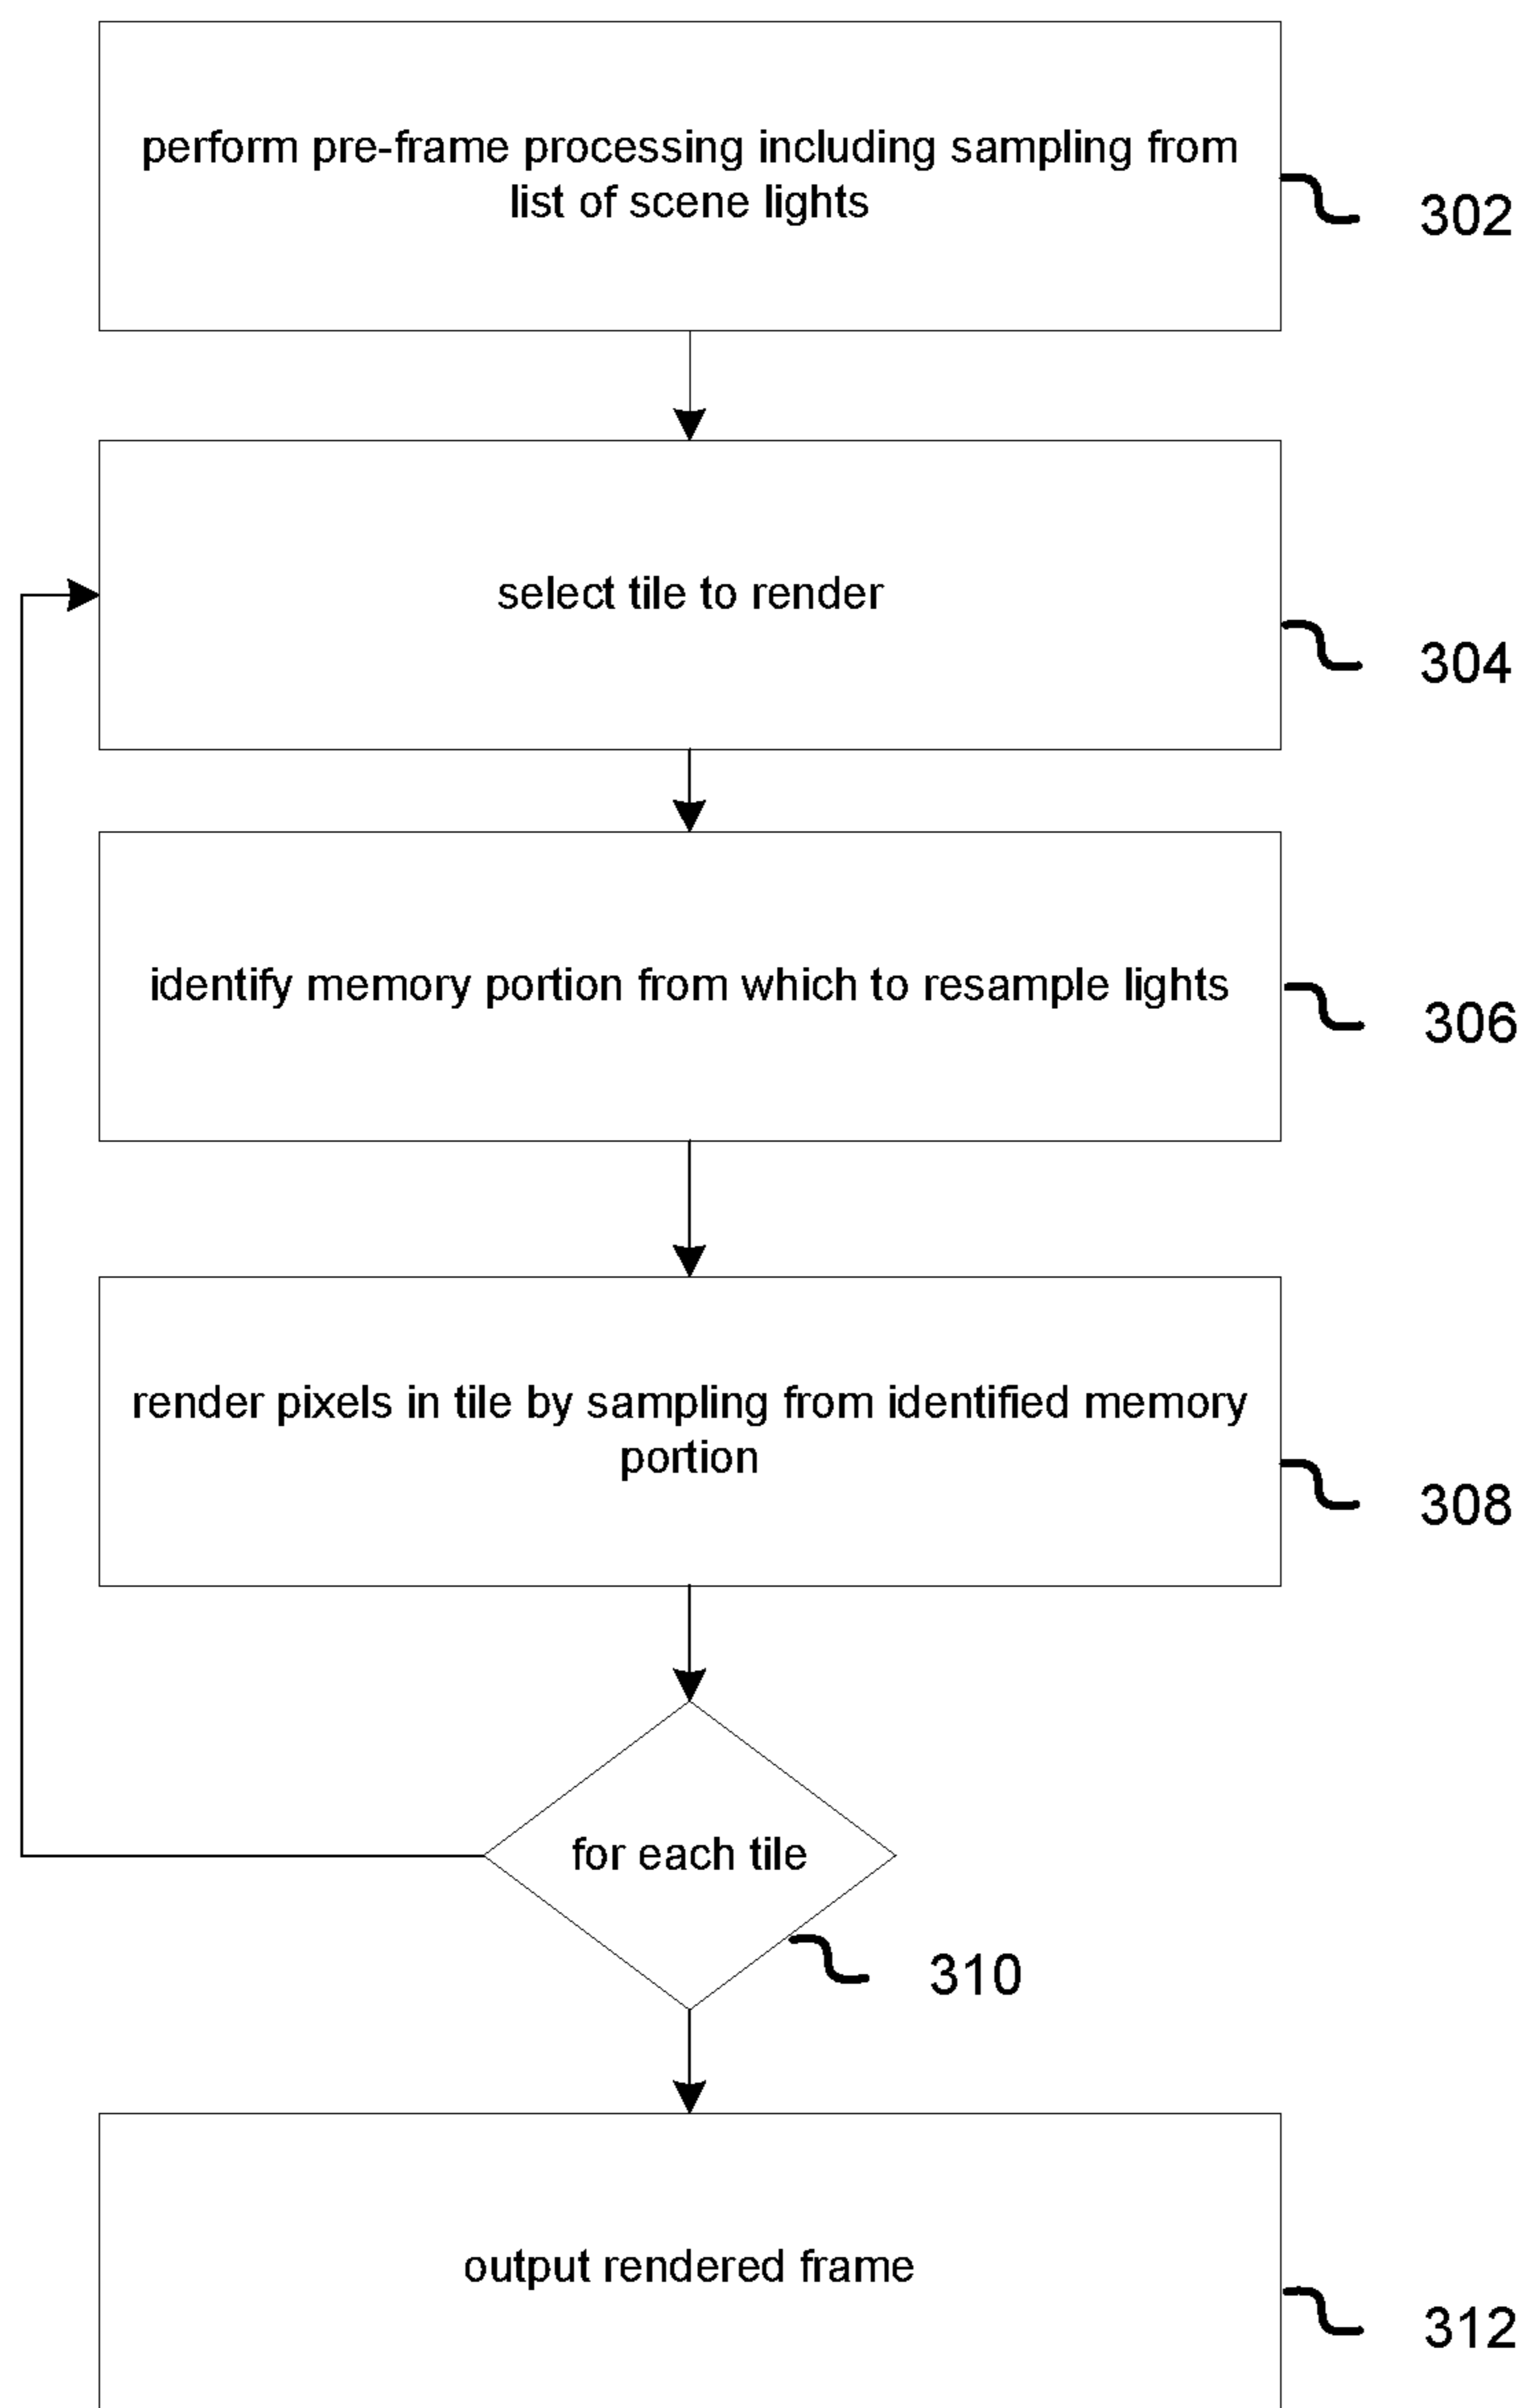 perform pre-frame processing including sampling from
list of scene lights
302
select tile to render
304
identify memory portion from which to resample lights
306
render pixels in tile by sampling from identified memory
portion
308
for each tile
310
output rendered frame
312